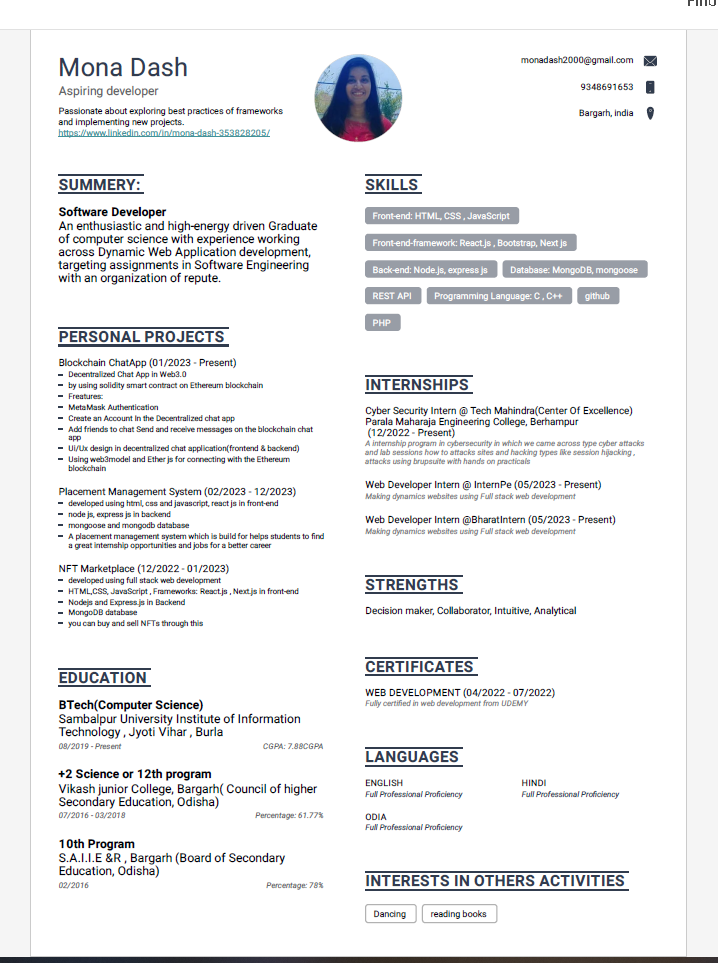 Mona Dash
Aspiring developer
Passionate about exploring best practices of frameworks
and implementing new projects.
https://www.linkedin.com/in/mona-dash-353828205/
monadash2000@gmail.com
9348691653
Bargarh, india
SUMMERY:
Software Developer
An enthusiastic and high-energy driven Graduate
of computer science with experience working
across Dynamic Web Application development,
targeting assignments in Software Engineering
with an organization of repute.
PERSONAL PROJECTS
Blockchain ChatApp (01/2023 - Present)
Decentralized Chat App in Web3.0
by using solidity smart contract on Ethereum blockchain
Freatures:
MetaMask Authentication
Create an Account In the Decentralized chat app
Add friends to chat Send and receive messages on the blockchain chat
app
Ui/Ux design in decentralized chat application(frontend & backend)
Using web3model and Ether js for connecting with the Ethereum
blockchain
Placement Management System (02/2023 - 12/2023)
developed using html, css and javascript, react js in front-end
node js, express js in backend
mongoose and mongodb database
A placement management system which is build for helps students to find
a great internship opportunities and jobs for a better career
NFT Marketplace (12/2022 - 01/2023)
developed using full stack web development
HTML,CSS, JavaScript , Frameworks: React.js , Next.js in front-end
Nodejs and Express.js in Backend
MongoDB database
you can buy and sell NFTs through this
EDUCATION
BTech(Computer Science)
Sambalpur University Institute of Information
Technology , Jyoti Vihar , Burla
08/2019 - Present CGPA: 7.88CGPA
+2 Science or 12th program
Vikash junior College, Bargarh( Council of higher
Secondary Education, Odisha)
07/2016 - 03/2018 Percentage: 61.77%
10th Program
S.A.I.I.E &R , Bargarh (Board of Secondary
Education, Odisha)
02/2016 Percentage: 78%
SKILLS
Front-end: HTML, CSS , JavaScript
Front-end-framework: React.js , Bootstrap, Next js
Back-end: Node.js, express js Database: MongoDB, mongoose
REST API Programming Language: C , C++ github
PHP
INTERNSHIPS
Cyber Security Intern @ Tech Mahindra(Center Of Excellence)
Parala Maharaja Engineering College, Berhampur
(12/2022 - Present)
A internship program in cybersecurity in which we came across type cyber attacks
and lab sessions how to attacks sites and hacking types like session hijacking ,
attacks using brupsuite with hands on practicals
Web Developer Intern @ InternPe (05/2023 - Present)
Making dynamics websites using Full stack web development
Web Developer Intern @BharatIntern (05/2023 - Present)
Making dynamics websites using Full stack web development
STRENGTHS
Decision maker, Collaborator, Intuitive, Analytical
CERTIFICATES
WEB DEVELOPMENT (04/2022 - 07/2022)
Fully certified in web development from UDEMY
LANGUAGES
ENGLISH HINDI
Full Professional Proficiency Full Professional Proficiency
ODIA
Full Professional Proficiency
INTERESTS IN OTHERS ACTIVITIES
Dancing reading books